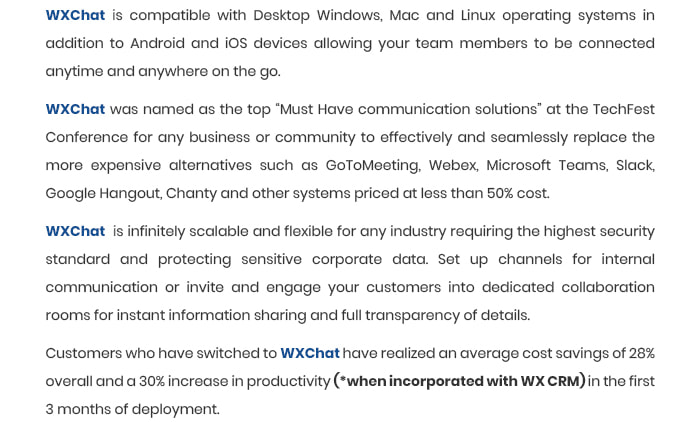 WXChat is compatible with Desktop Windows, Mac and Linux operating systems in
addition to Android and iOS devices allowing your team members to be connected
anytime and anywhere on the go.
WXChat was named as the top “Must Have communication solutions” at the TechFest
Conference for any business or community to effectively and seamlessly replace the
more expensive alternatives such as GoToMeeting, Webex, Microsoft Teams, Slack,
Google Hangout, Chanty and other systems priced at less than 50% cost.
WXChat is infinitely scalable and flexible for any industry requiring the highest security
standard and protecting sensitive corporate data. Set up channels for internal
communication or invite and engage your customers into dedicated collaboration
rooms for instant information sharing and full transparency of details.
Customers who have switched to WXChat have realized an average cost savings of 28%
overall and a 30% increase in productivity (*when incorporated with WX CRM) in the first
3 months of deployment.